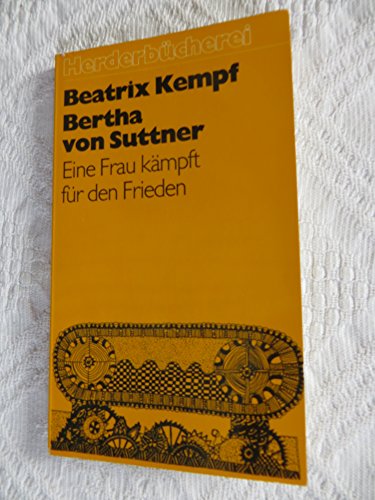 Herderbücherei
Beatrix Kempf
Bertha
von Suttner
Eine Frau kämpft
für den Frieden